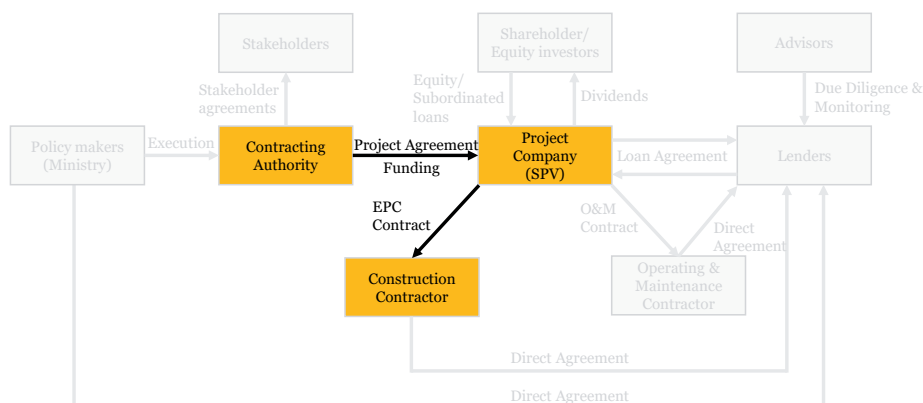 Stakeholders
Shareholder/
Equity investors
Advisors
Stakeholder
agreements
Equity/
Subordinated
loans
Dividends
Due Diligence &
Monitoring
Policy makers
(Ministry)
Execution
Contracting
Authority
Project Agreement
Funding
Project
Company
(SPV)
Loan Agreement
Lenders
EPC
Contract
O&M
Contract
Direct
Agreement
Construction
Contractor
Operating &
Maintenance
Contractor
Direct Agreement
Direct Agreement